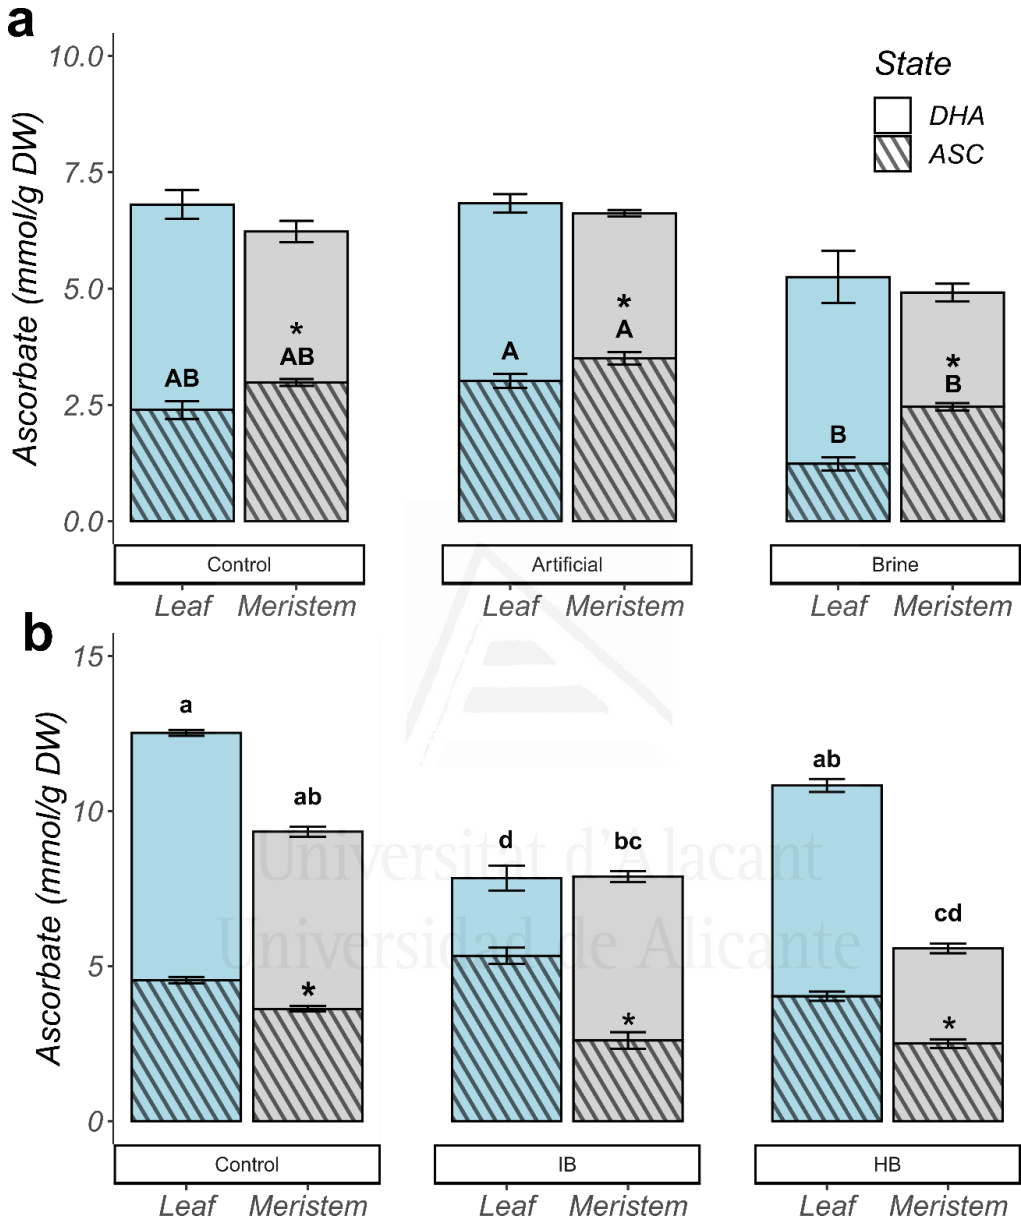 a
10.0
7.5
5.0
2.5
0.0
Ascorbate (mmol/g DW)
State
DHA
ASC
AB
*
AB
A
*
A
B
*
B
Control
Artificial
Brine
Leaf Meristem
Leaf Meristem
Leaf Meristem
b
15
10
5
0
Ascorbate (mmol/g DW)
a
ab
*
d
bc
*
ab
cd
*
Universitat d'Alacant
Universidad de Alicante
Control
IB
HB
Leaf Meristem
Leaf Meristem
Leaf Meristem